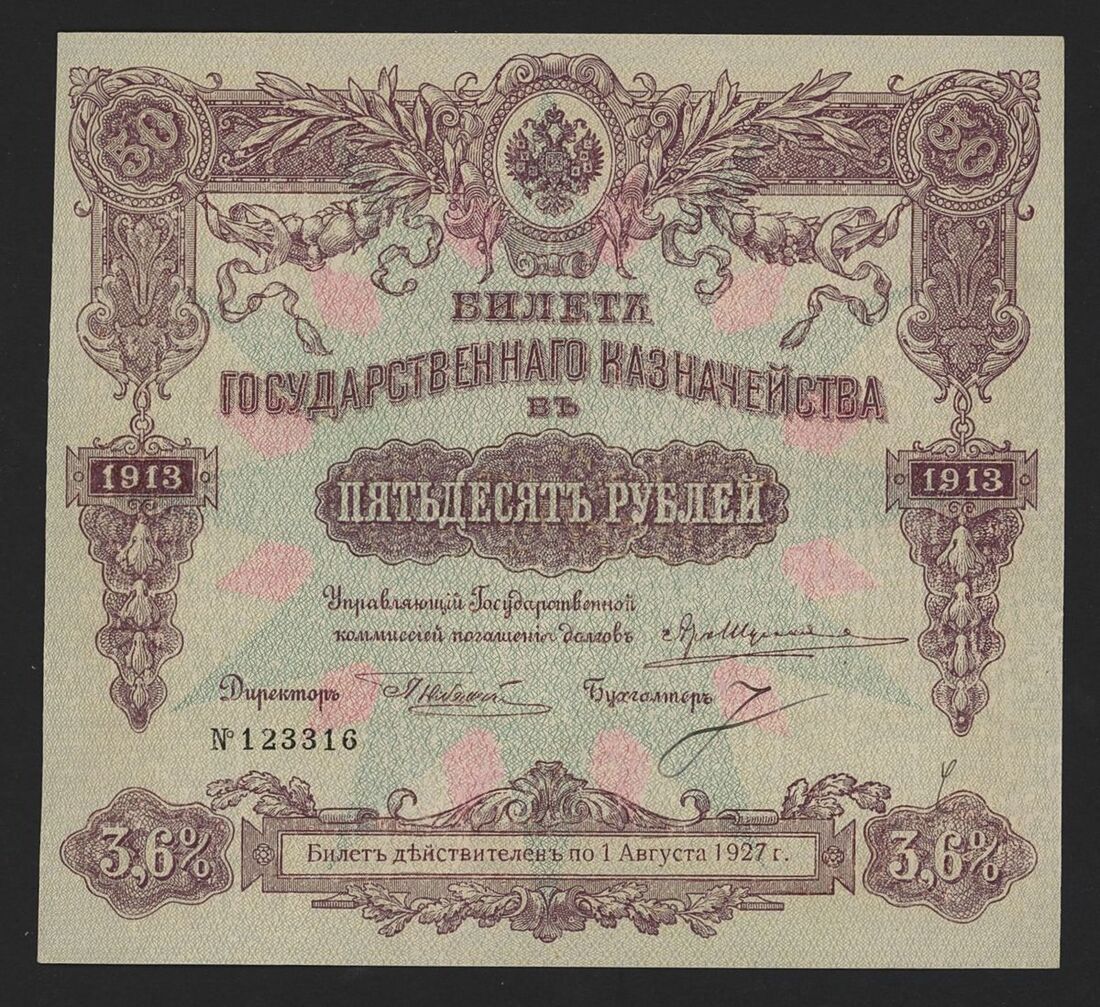 50 50
БИЛЕТЪ
ГОСУДАРСТВЕННАГО КАЗНАЧЕЙСТВА
ВЪ
1913 1913
ПЯТЬДЕСЯТЪ РУБЛЕЙ
Управляющій Государственной
коммиссіей погашенія долговъ
Директоръ Бухгалтеръ
№ 123316
3,6% 3,6%
Билетъ дѣйствителенъ по 1 Августа 1927 г.